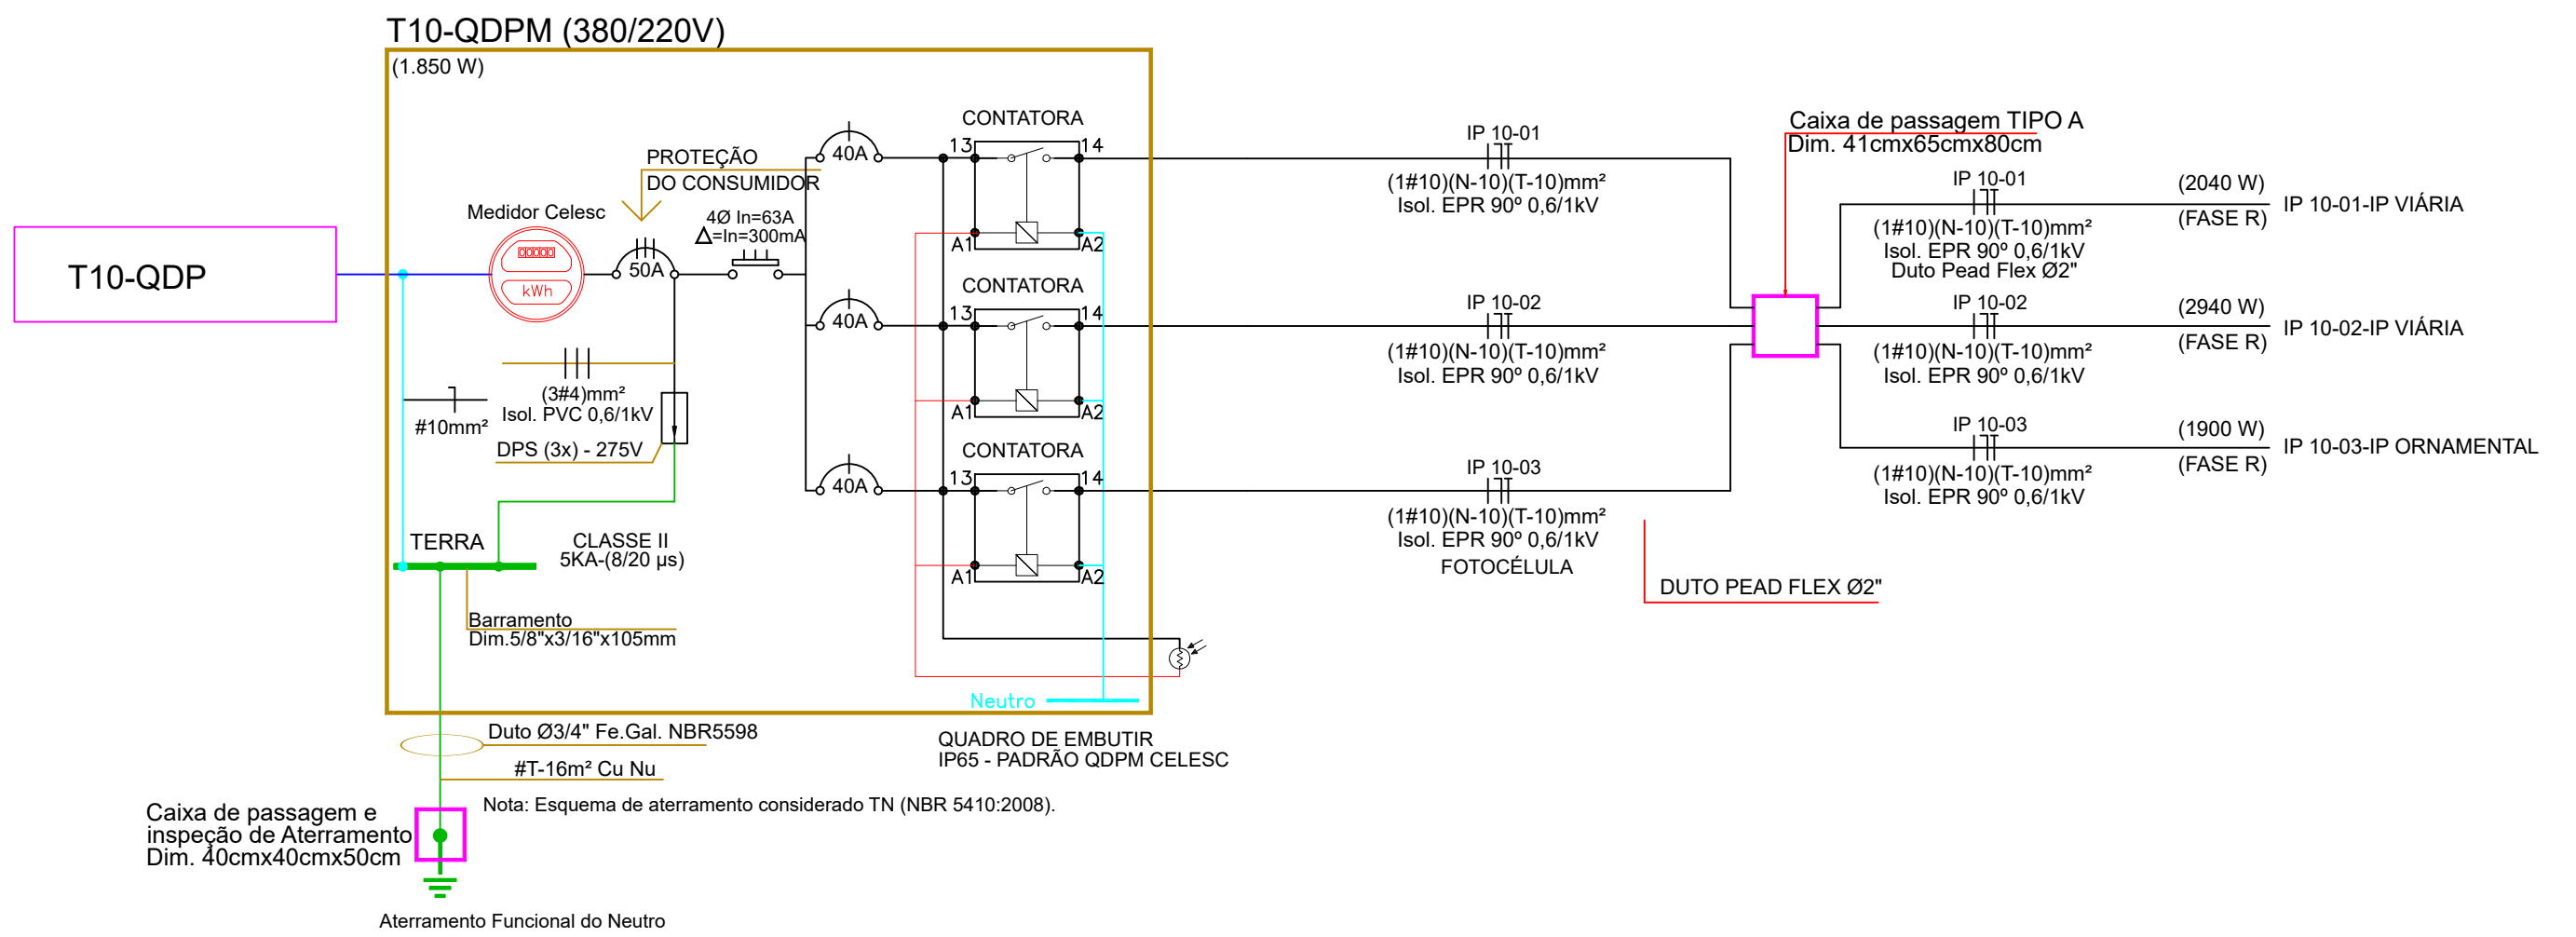 T10-QDPM (380/220V)
(1.850 W)
T10-QDP
Medidor Celesc
00000
kWh
PROTEÇÃO
DO CONSUMIDOR
50A
4Ø In=63A
Δ=In=300mA
(3#4)mm²
Isol. PVC 0,6/1kV
#10mm²
DPS (3x) - 275V
TERRA
CLASSE II
5KA-(8/20 µs)
Barramento
Dim.5/8"x3/16"x105mm
40A
CONTATORA
13
14
A1
A2
40A
CONTATORA
13
14
A1
A2
40A
CONTATORA
13
14
A1
A2
Neutro
IP 10-01
(1#10)(N-10)(T-10)mm²
Isol. EPR 90º 0,6/1kV
IP 10-02
(1#10)(N-10)(T-10)mm²
Isol. EPR 90º 0,6/1kV
IP 10-03
(1#10)(N-10)(T-10)mm²
Isol. EPR 90º 0,6/1kV
FOTOCÉLULA
DUTO PEAD FLEX Ø2"
Caixa de passagem TIPO A
Dim. 41cmx65cmx80cm
IP 10-01
(1#10)(N-10)(T-10)mm²
Isol. EPR 90º 0,6/1kV
Duto Pead Flex Ø2"
(2040 W)
(FASE R)
IP 10-01-IP VIÁRIA
IP 10-02
(1#10)(N-10)(T-10)mm²
Isol. EPR 90º 0,6/1kV
(2940 W)
(FASE R)
IP 10-02-IP VIÁRIA
IP 10-03
(1#10)(N-10)(T-10)mm²
Isol. EPR 90º 0,6/1kV
(1900 W)
(FASE R)
IP 10-03-IP ORNAMENTAL
Duto Ø3/4" Fe.Gal. NBR5598
#T-16m² Cu Nu
QUADRO DE EMBUTIR
IP65 - PADRÃO QDPM CELESC
Nota: Esquema de aterramento considerado TN (NBR 5410:2008).
Caixa de passagem e
inspeção de Aterramento
Dim. 40cmx40cmx50cm
Aterramento Funcional do Neutro